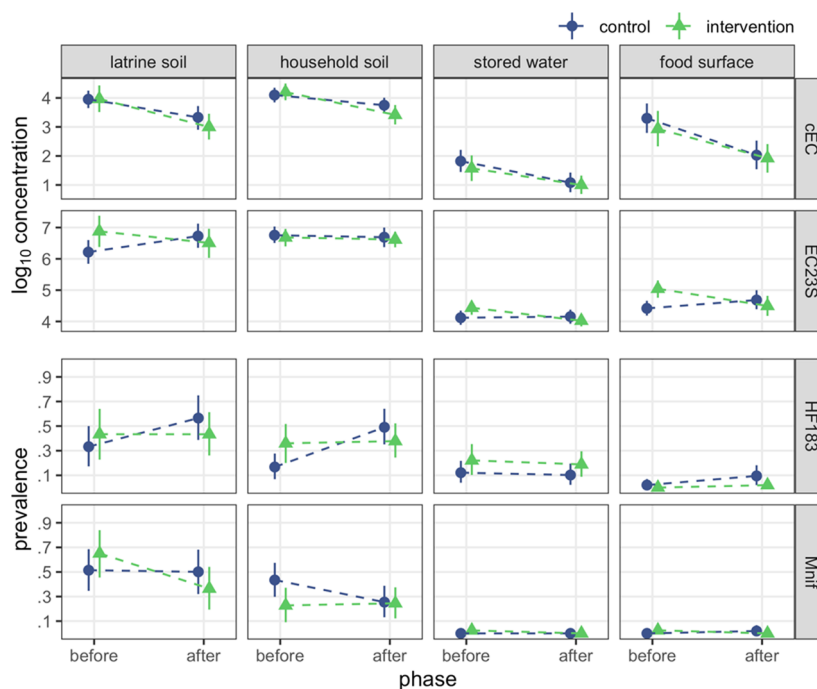 control intervention
latrine soil household soil stored water food surface
log10 concentration
4
3
2
1
cEC
7
6
5
4
EC23S
prevalence
.9
.7
.5
.3
.1
HF183
.9
.7
.5
.3
.1
Mnif
before after before after before after before after
phase